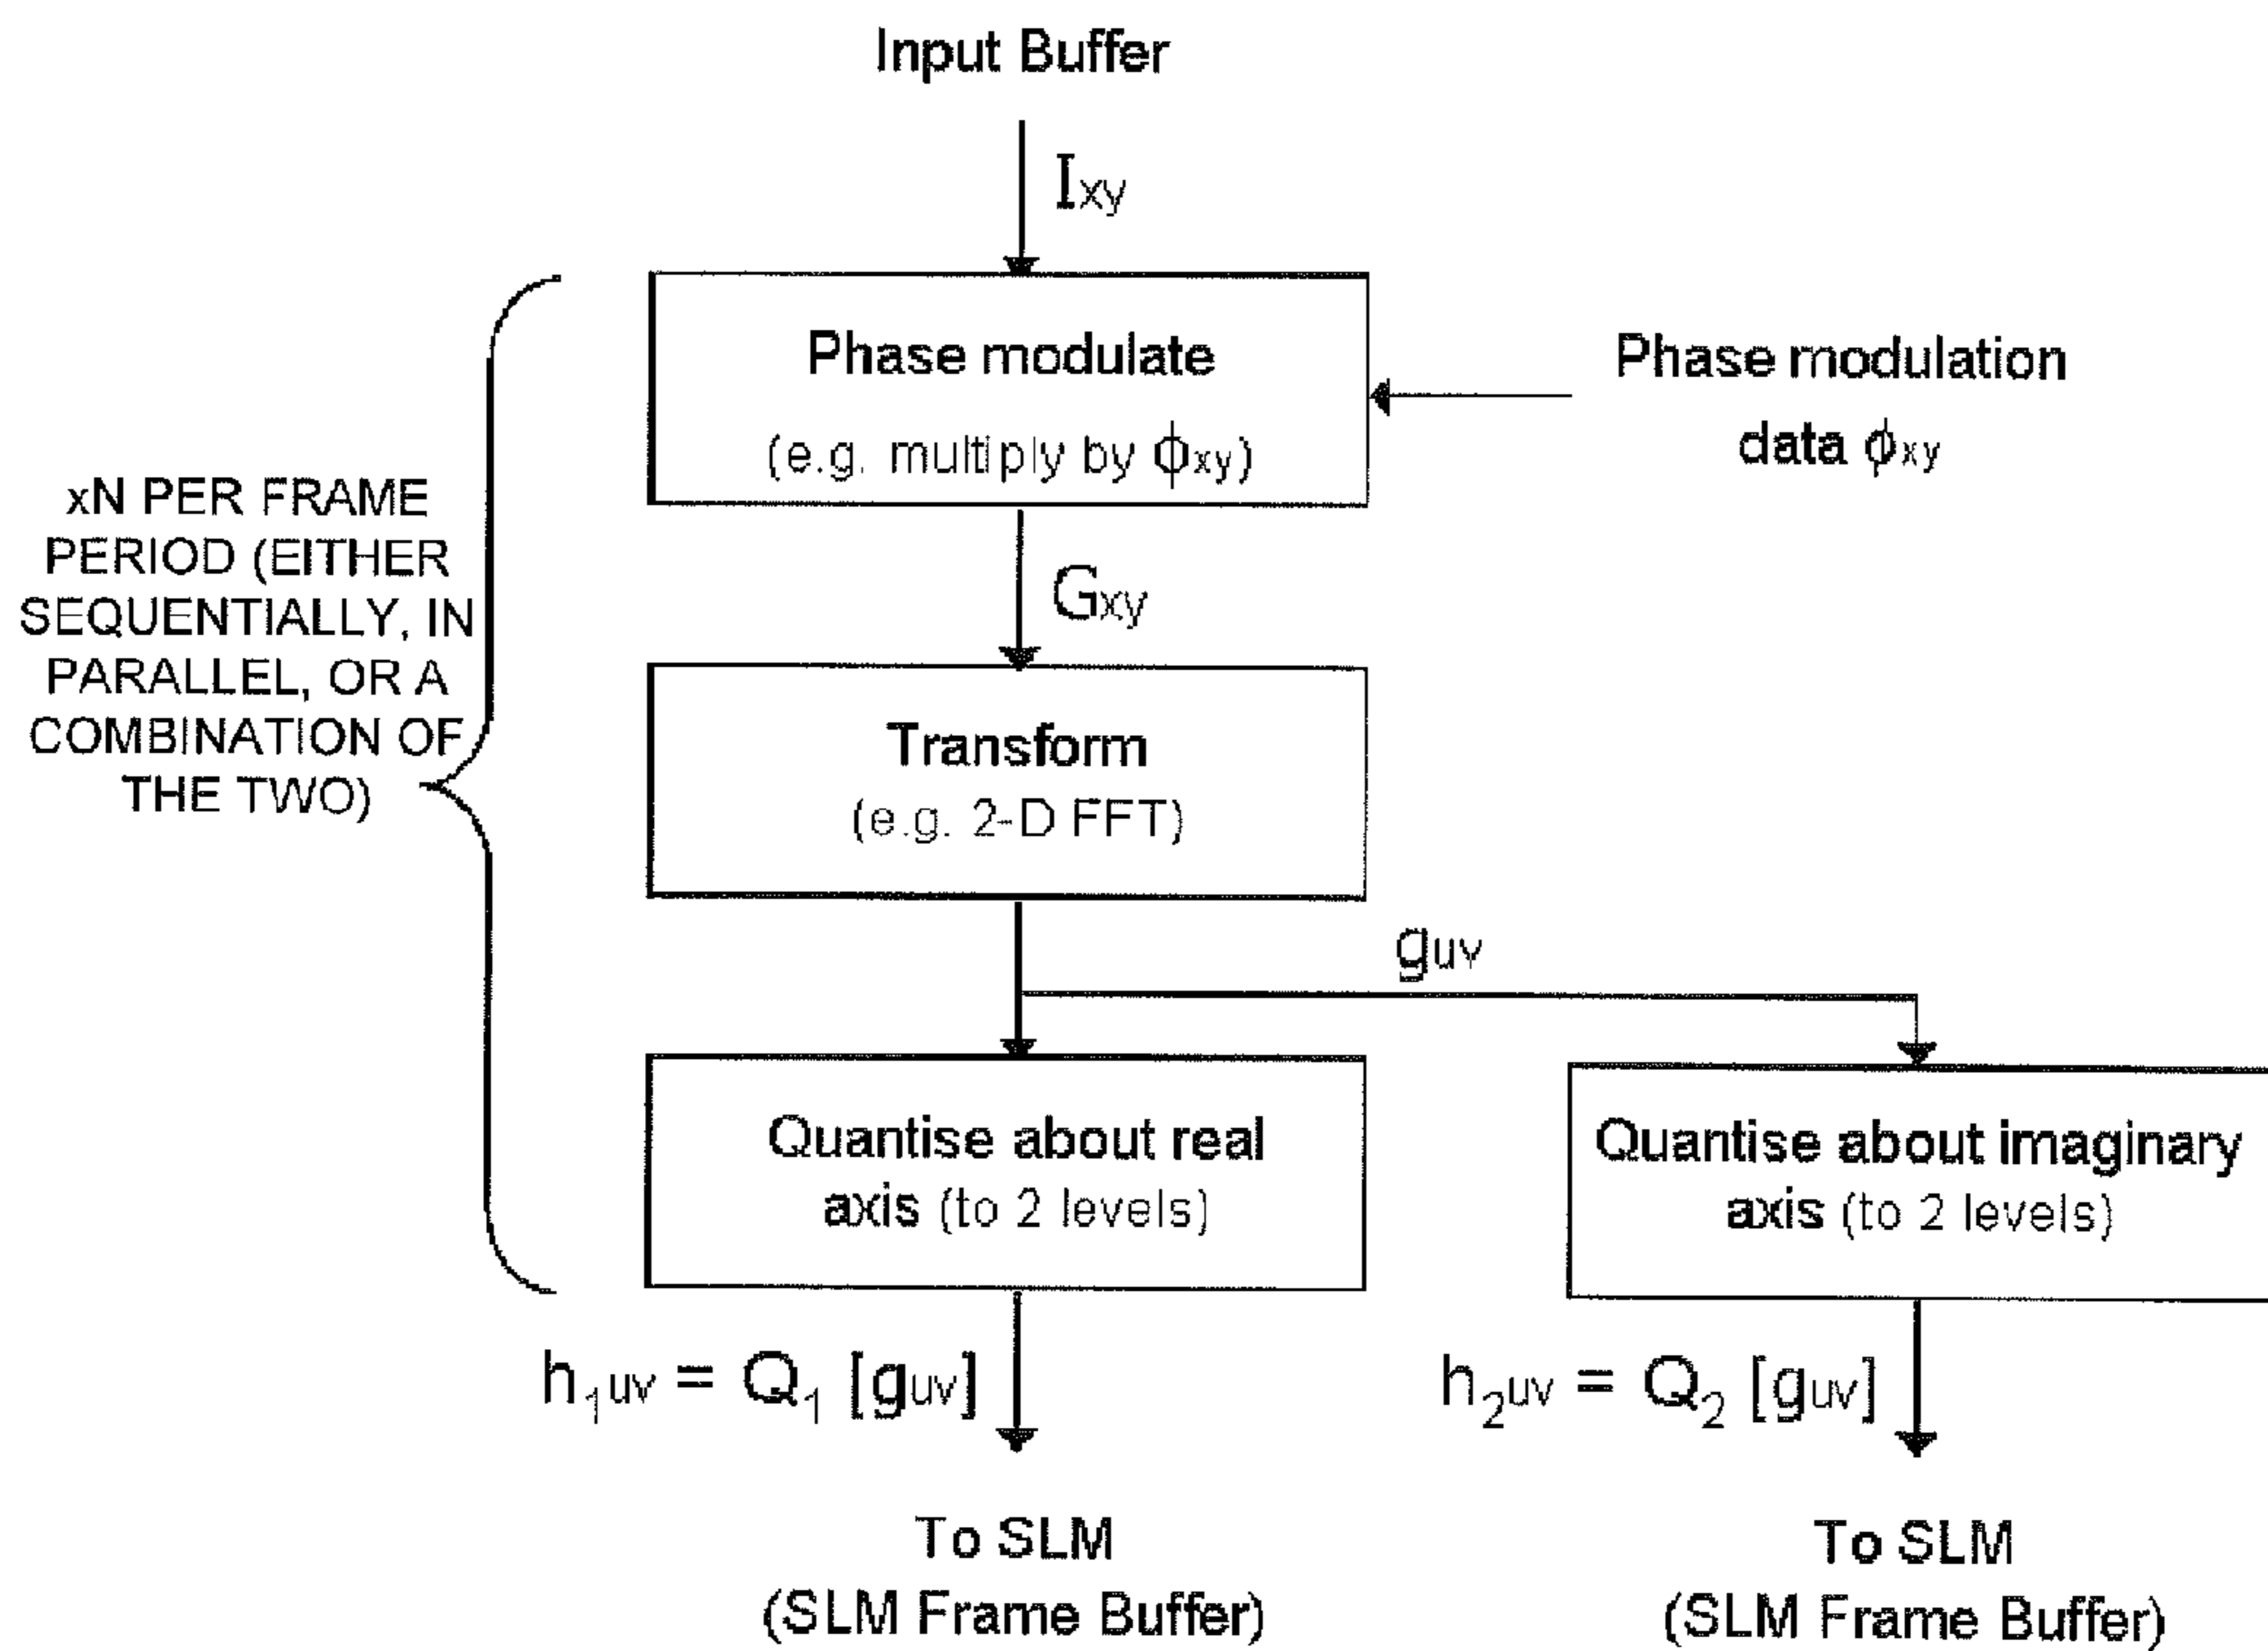 Input Buffer
Ixy
Phase modulate
(e.g. multiply by ϕxy)
Phase modulation
data ϕxy
xN PER FRAME
PERIOD (EITHER
SEQUENTIALLY, IN
PARALLEL, OR A
COMBINATION OF
THE TWO)
Gxy
Transform
(e.g. 2-D FFT)
guv
Quantise about real
axis (to 2 levels)
Quantise about imaginary
axis (to 2 levels)
h₁uv = Q₁ [guv]
h₂uv = Q₂ [guv]
To SLM
(SLM Frame Buffer)
To SLM
(SLM Frame Buffer)